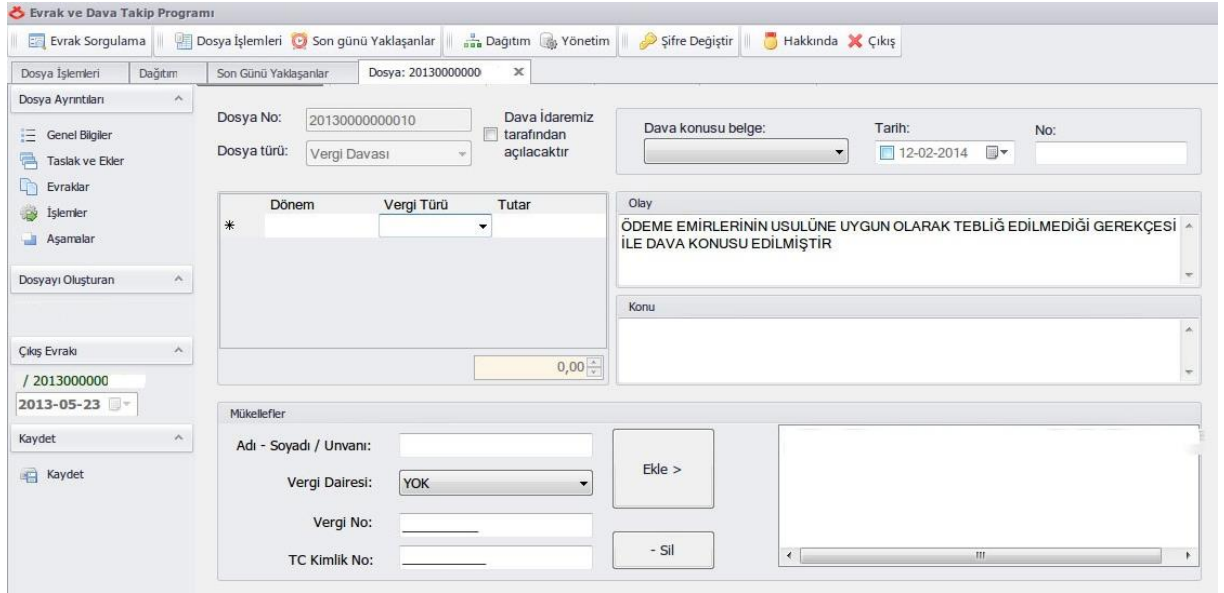 Evrak ve Dava Takip Programı
Evrak Sorgulama Dosya İşlemleri Son günü Yaklaşanlar Dağıtım Yönetim Şifre Değiştir Hakkında Çıkış
Dosya İşlemleri Dağıtım Son Günü Yaklaşanlar Dosya: 20130000000
Dosya Ayrıntıları
Genel Bilgiler
Taslak ve Ekler
Evraklar
İşlemler
Aşamalar
Dosyayı Oluşturan
Çıkış Evrakı
/ 2013000000
2013-05-23
Kaydet
Kaydet
Dosya No: 20130000000010
Dava İdaremiz
tarafından
açılacaktır
Dosya türü: Vergi Davası
Dava konusu belge: Tarih: No:
12-02-2014
Dönem Vergi Türü Tutar
*
0,00
Olay
ÖDEME EMİRLERİNİN USULÜNE UYGUN OLARAK TEBLİĞ EDİLMEDİĞİ GEREKÇESİ
İLE DAVA KONUSU EDİLMİŞTİR
Konu
Mükellefler
Adı - Soyadı / Unvanı:
Vergi Dairesi: YOK
Vergi No:
TC Kimlik No:
Ekle >
- Sil